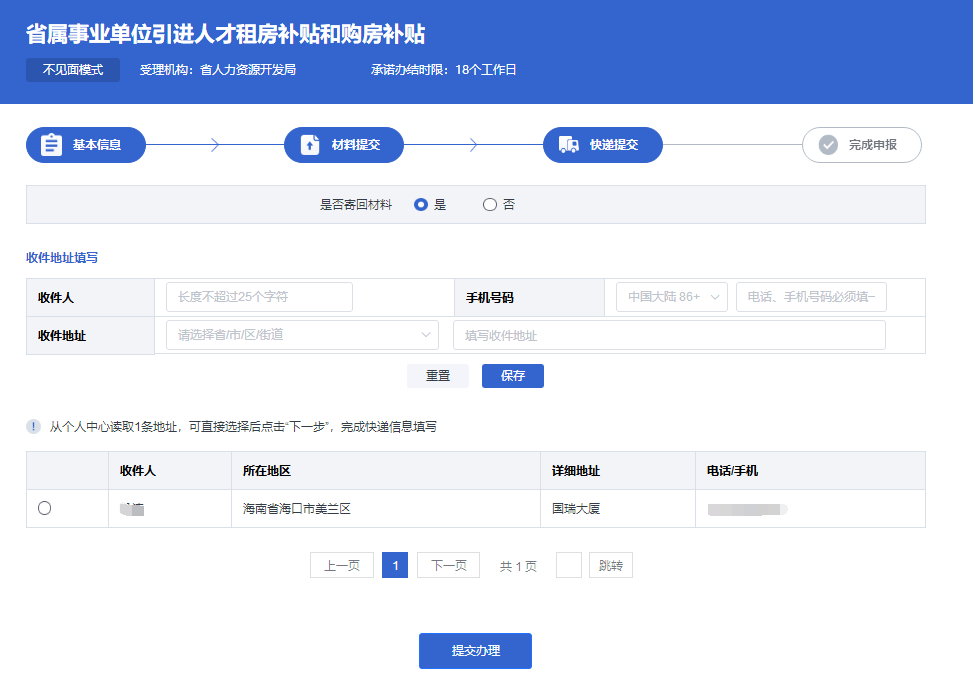 省属事业单位引进人才租房补贴和购房补贴
不见面模式 受理机构：省人力资源开发局 承诺办结时限：18个工作日
基本信息 材料提交 快递提交 完成申报
是否寄回材料 是 否
收件地址填写
收件人 长度不超过25个字符 手机号码 中国大陆 86+ 电话、手机号码必须填一
收件地址 请选择省/市/区/街道 填写收件地址
重置 保存
! 从个人中心读取1条地址，可直接选择后点击“下一步”，完成快递信息填写
收件人 所在地区 详细地址 电话/手机
海南省海口市美兰区 国瑞大厦
上一页 1 下一页 共 1 页 跳转
提交办理